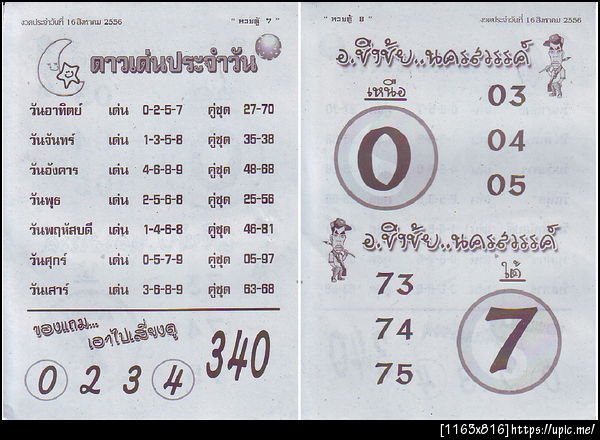 งวดประจำวันที่ 16 สิงหาคม 2556 " หวยตู้ 7 "
ดาวเด่นประจำวัน
วันอาทิตย์ เด่น 0-2-5-7 คู่ชุด 27-70
วันจันทร์ เด่น 1-3-5-8 คู่ชุด 35-38
วันอังคาร เด่น 4-6-8-9 คู่ชุด 48-68
วันพุธ เด่น 2-5-6-8 คู่ชุด 25-56
วันพฤหัสบดี เด่น 1-4-6-8 คู่ชุด 46-81
วันศุกร์ เด่น 0-5-7-9 คู่ชุด 05-97
วันเสาร์ เด่น 3-6-8-9 คู่ชุด 63-68
ของแถม...
เอาไปเสี่ยงดู
340
0 2 3 4
" หวยตู้ 8 " งวดประจำวันที่ 16 สิงหาคม 2556
อ.ชีวชัย..นครสวรรค์
เหนือ
0
03
04
05
อ.ชีวชัย..นครสวรรค์
ใต้
73
74
75
7
[1163x816]https://upic.me/